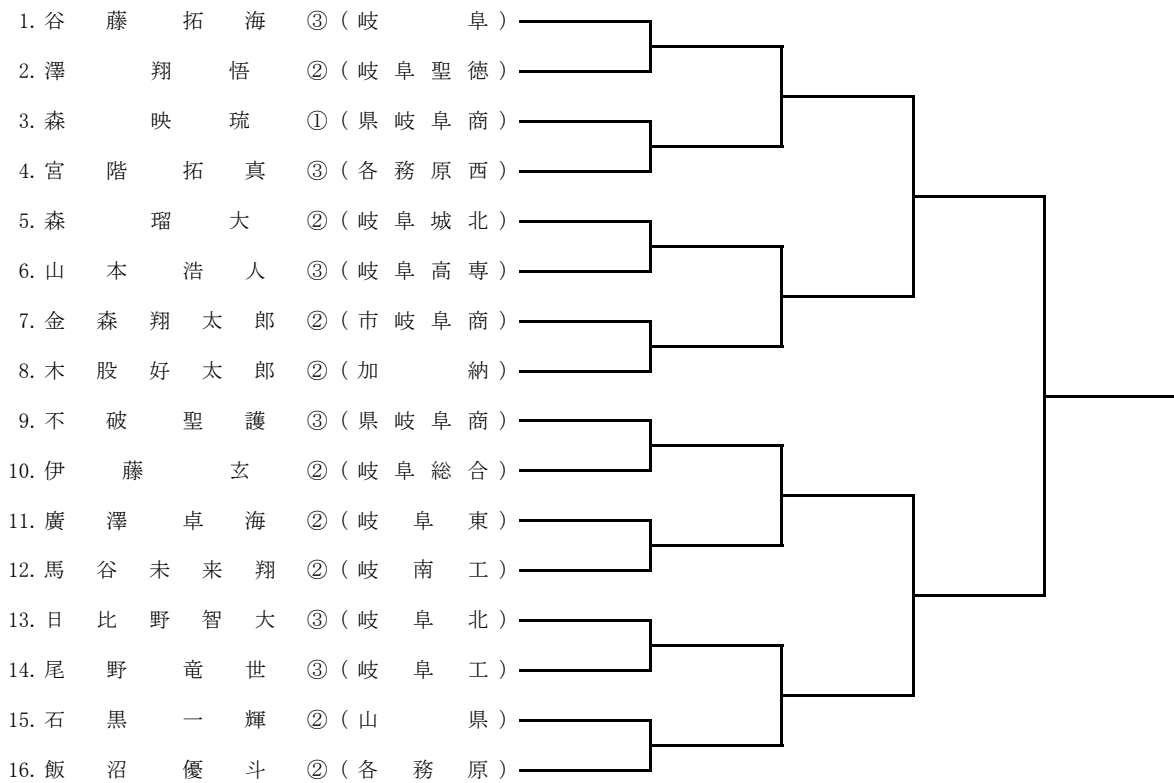 1. 谷藤拓海 ③(岐阜)
2. 澤翔悟 ②(岐阜聖徳)
3. 森映琉 ①(県岐阜商)
4. 宮階拓真 ③(各務原西)
5. 森瑠大 ②(岐阜城北)
6. 山本浩人 ③(岐阜高専)
7. 金森翔太郎 ②(市岐阜商)
8. 木股好太郎 ②(加納)
9. 不破聖護 ③(県岐阜商)
10. 伊藤玄 ②(岐阜総合)
11. 廣澤卓海 ②(岐阜東)
12. 馬谷未来翔 ②(岐南工)
13. 日比野智大 ③(岐阜北)
14. 尾野竜世 ③(岐阜工)
15. 石黒一輝 ②(山県)
16. 飯沼優斗 ②(各務原)